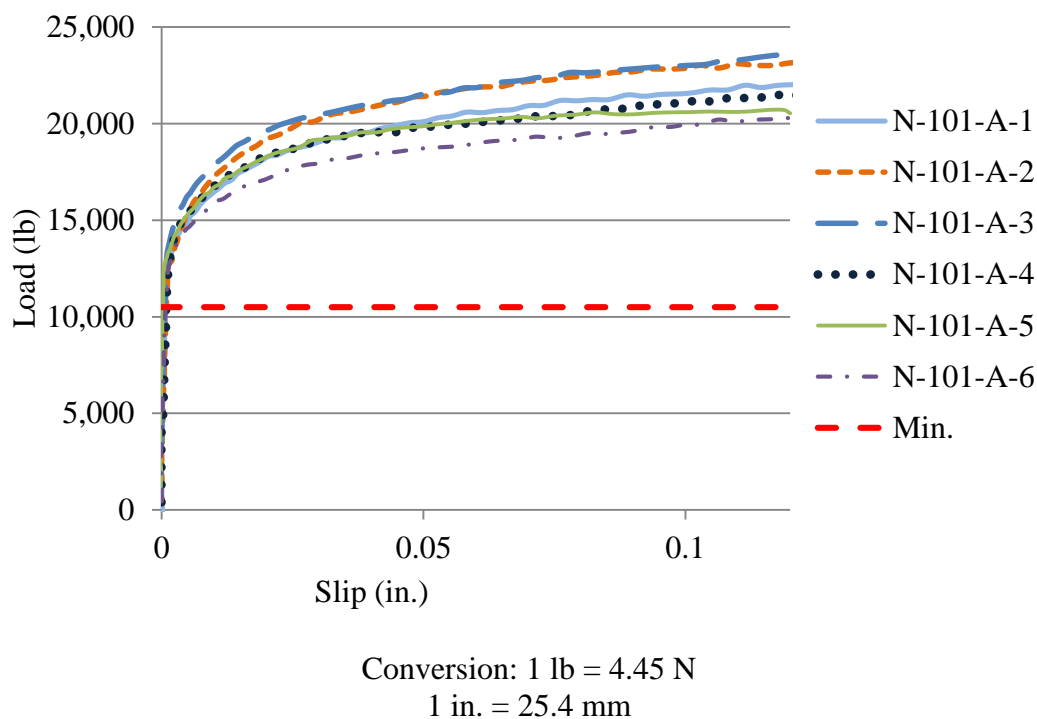 25,000
20,000
15,000
10,000
5,000
0
Load (lb)
0
0.05
0.1
Slip (in.)
N-101-A-1
N-101-A-2
N-101-A-3
N-101-A-4
N-101-A-5
N-101-A-6
Min.
Conversion: 1 lb = 4.45 N
1 in. = 25.4 mm